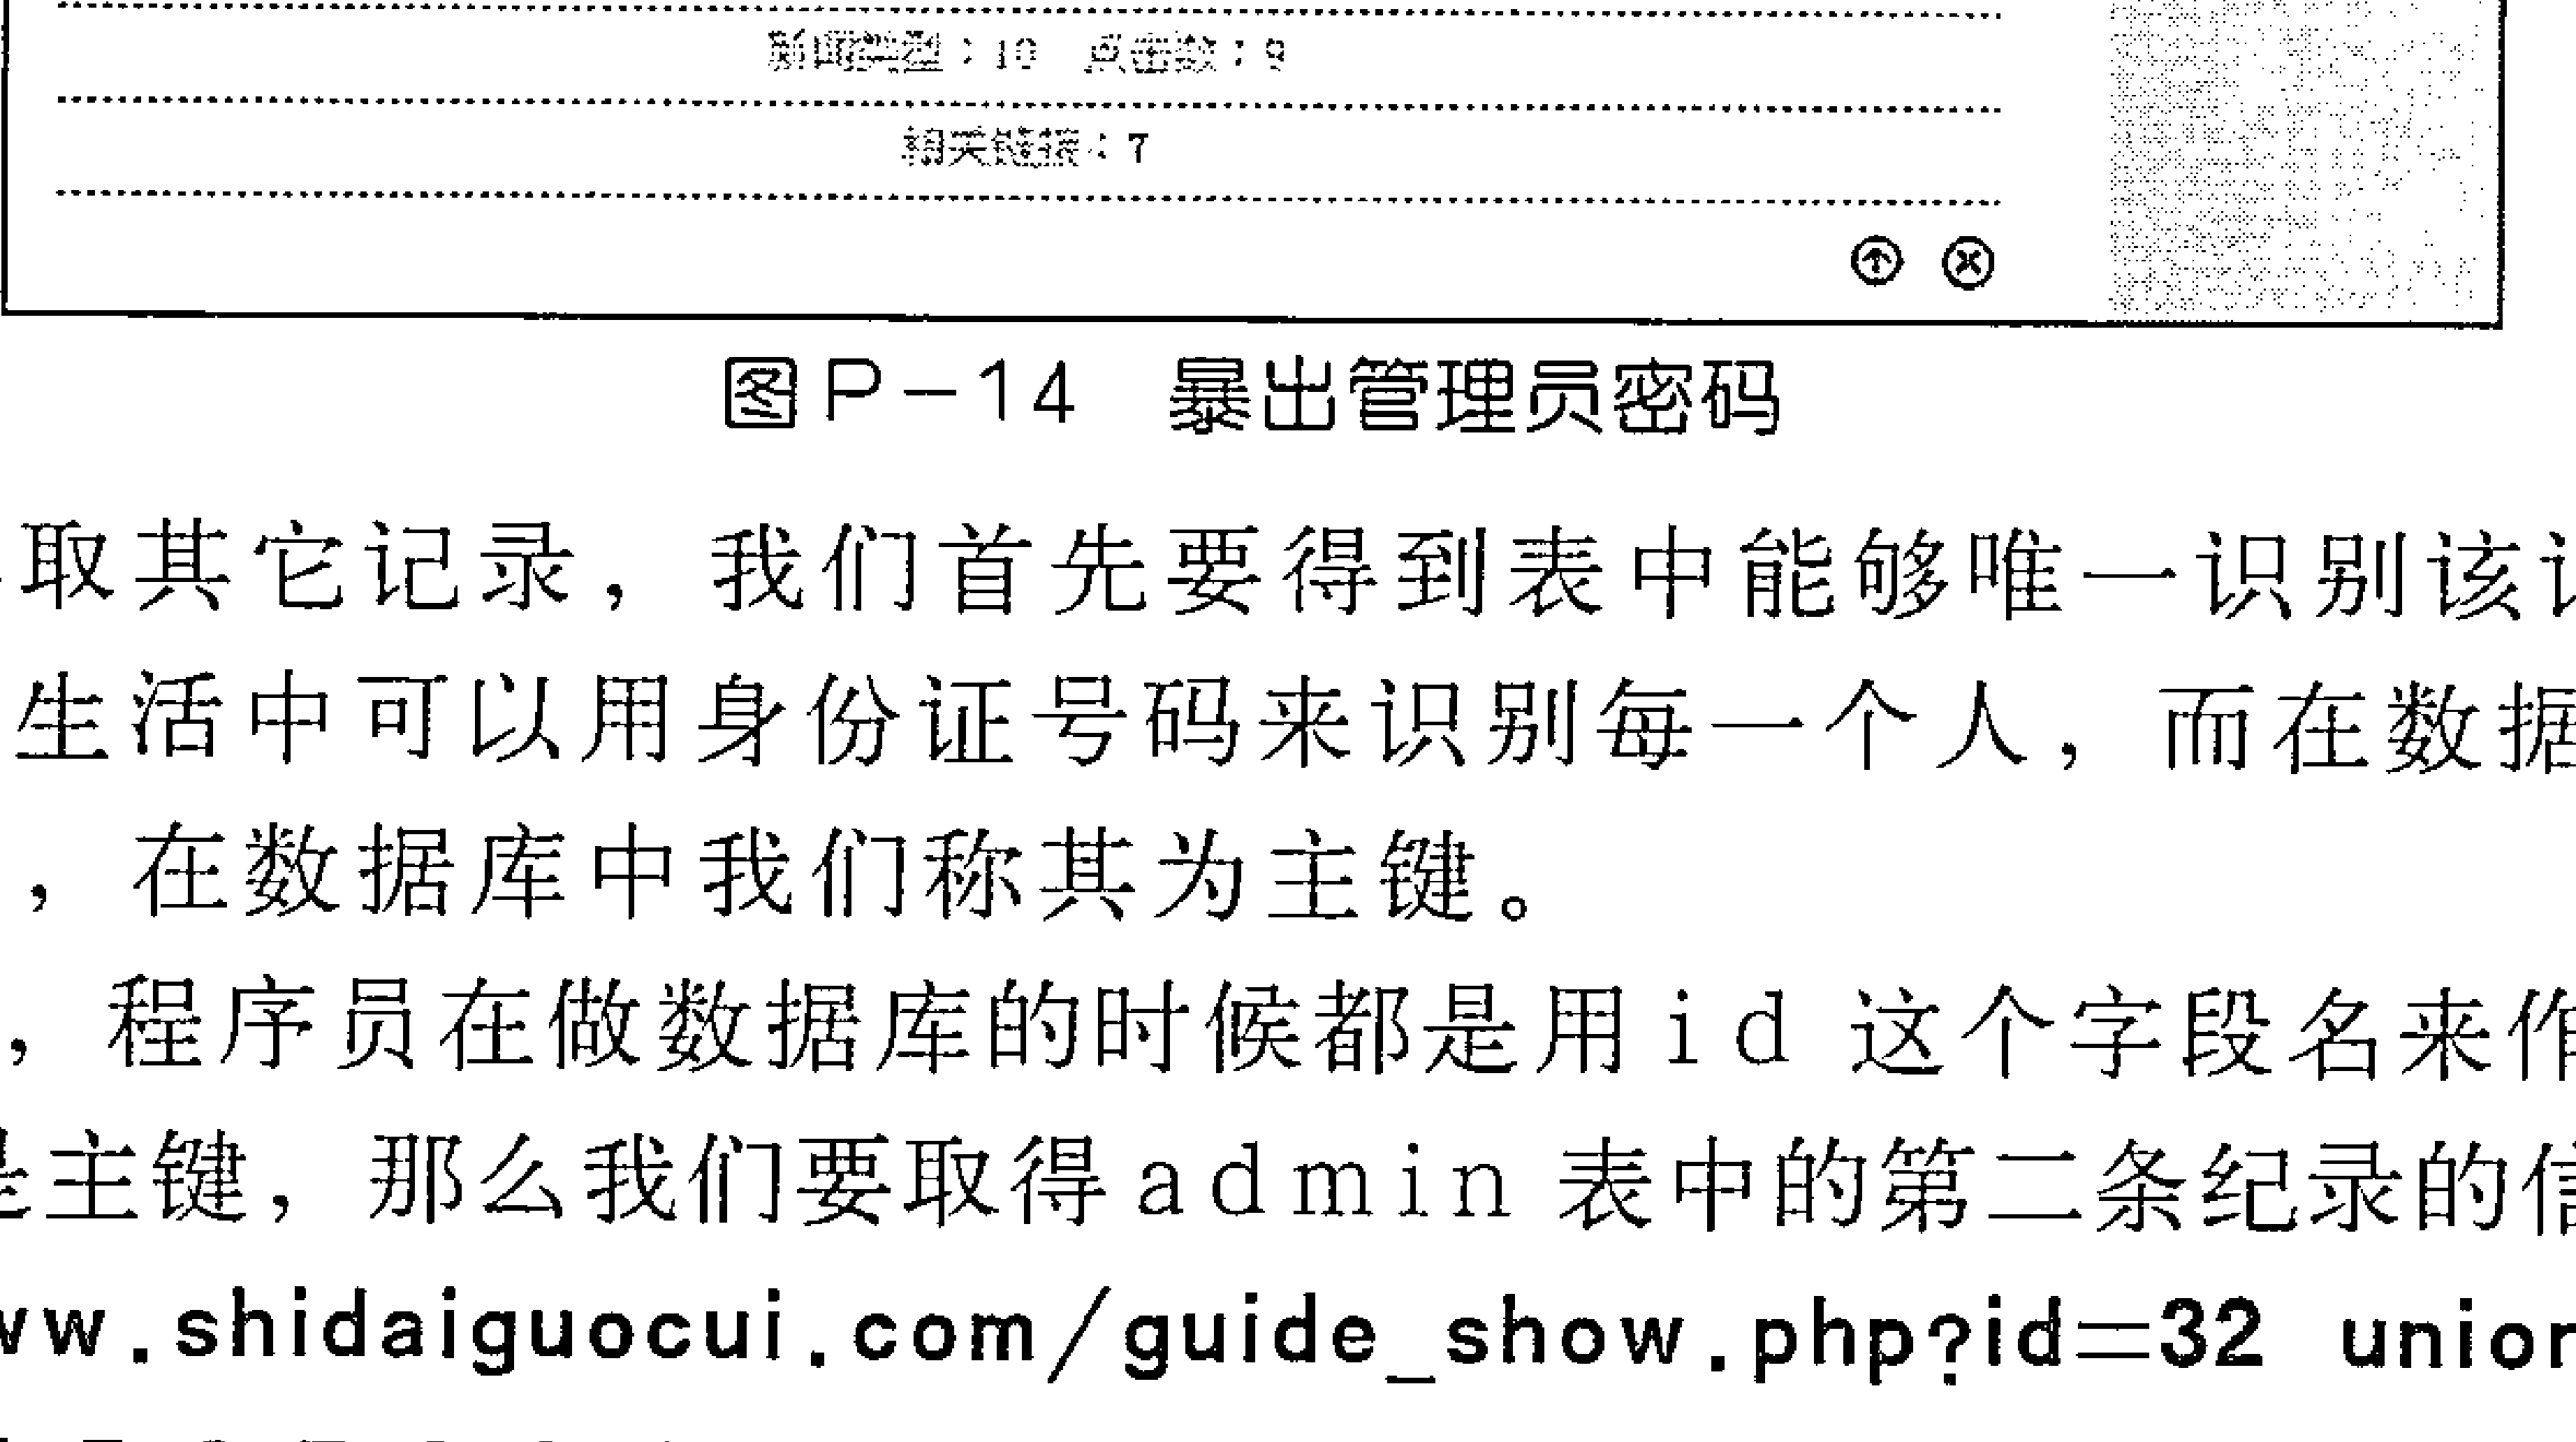 新闻类型：10 点击数：9
相关链接：7
图P-14 暴出管理员密码
取其它记录，我们首先要得到表中能够唯一识别该
生活中可以用身份证号码来识别每一个人，而在数据
，在数据库中我们称其为主键。
，程序员在做数据库的时候都是用id 这个字段名来作
是主键，那么我们要取得admin 表中的第二条纪录的信
ww.shidaiguocui.com/guide_show.php?id=32 union